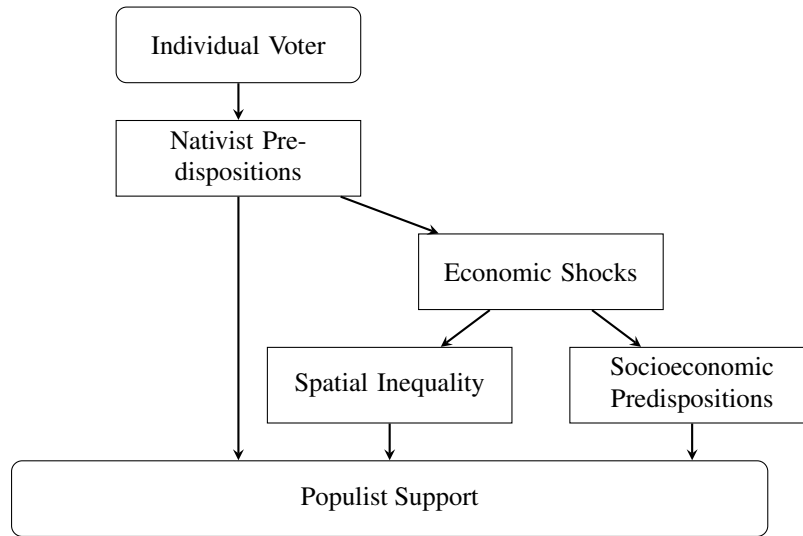 Individual Voter
Nativist Pre-
dispositions
Economic Shocks
Spatial Inequality
Socioeconomic
Predispositions
Populist Support